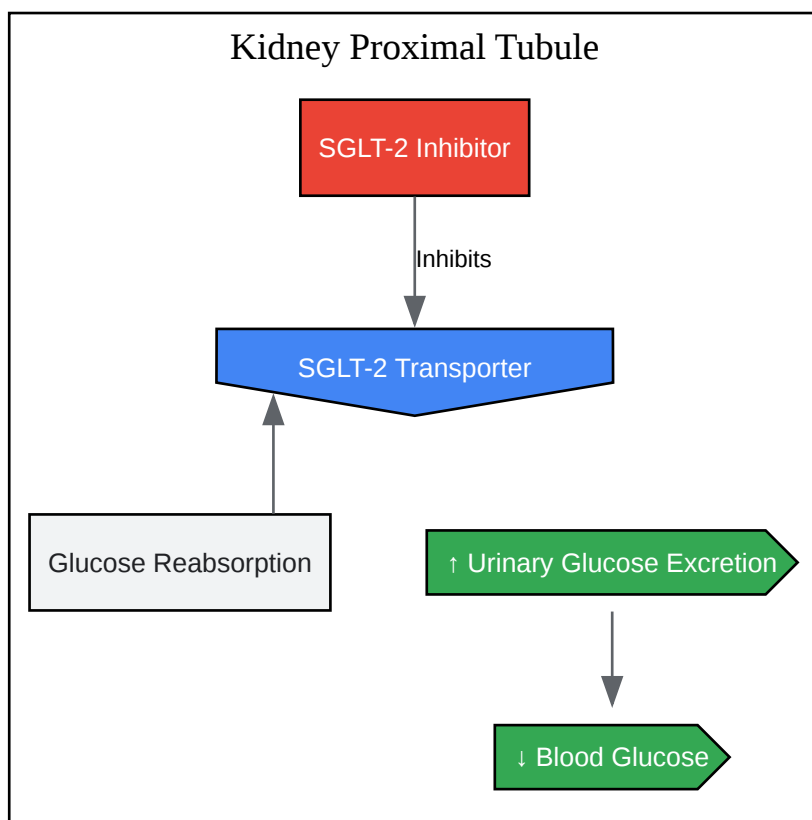 Kidney Proximal Tubule
SGLT-2 Inhibitor
Inhibits
SGLT-2 Transporter
Glucose Reabsorption
↑ Urinary Glucose Excretion
↓ Blood Glucose